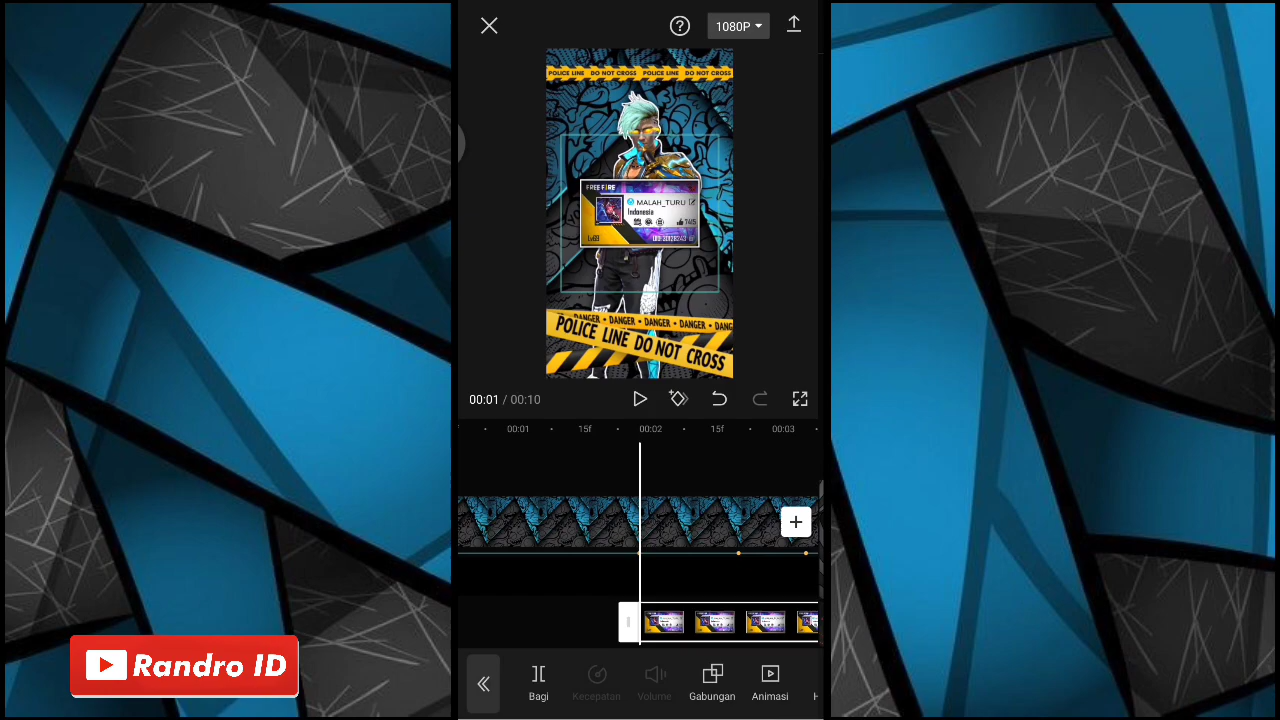 1080P
POLICE LINE DO NOT CROSS POLICE LINE DO NOT CROSS
FREE FIRE
MALAH_TURU
Indonesia
Lv69
DANGER • DANGER • DANGER • DANGER • DANG
POLICE LINE DO NOT CROSS
00:01 / 00:10
00:01 15f 00:02 15f 00:03
Randro ID
Bagi Kecepatan Volume Gabungan Animasi H